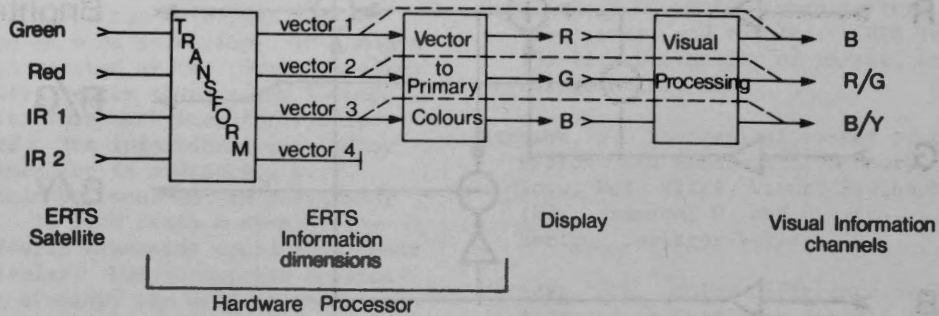 Green
Red
IR 1
IR 2
ERTS
Satellite
TRANSFORM
vector 1
vector 2
vector 3
vector 4
ERTS
Information
dimensions
Vector
to
Primary
Colours
R
G
B
Display
Visual
Processing
B
R/G
B/Y
Visual Information
channels
Hardware Processor